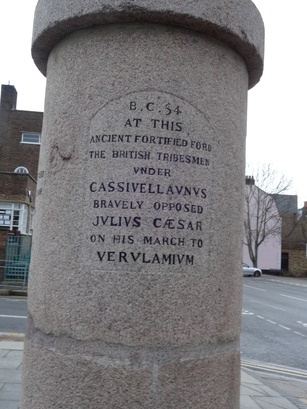 B.C. 54
AT THIS
ANCIENT FORTIFIED FORD
THE BRITISH TRIBESMEN
VNDER
CASSIVELLAVNVS
BRAVELY OPPOSED
JVLIVS CÆSAR
ON HIS MARCH TO
VERVLAMIVM